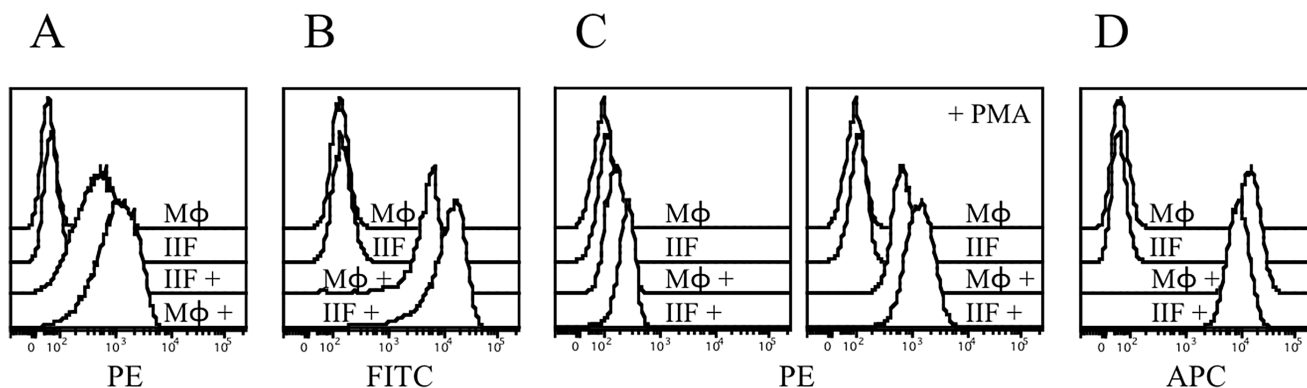 A
B
C
D
Mϕ
IIF
IIF +
Mϕ +
0 10² 10³ 10⁴ 10⁵
PE
Mϕ
IIF
Mϕ +
IIF +
0 10² 10³ 10⁴ 10⁵
FITC
Mϕ
IIF
Mϕ +
IIF +
0 10² 10³ 10⁴ 10⁵
+ PMA
Mϕ
IIF
Mϕ +
IIF +
0 10² 10³ 10⁴ 10⁵
PE
Mϕ
IIF
Mϕ +
IIF +
0 10² 10³ 10⁴ 10⁵
APC